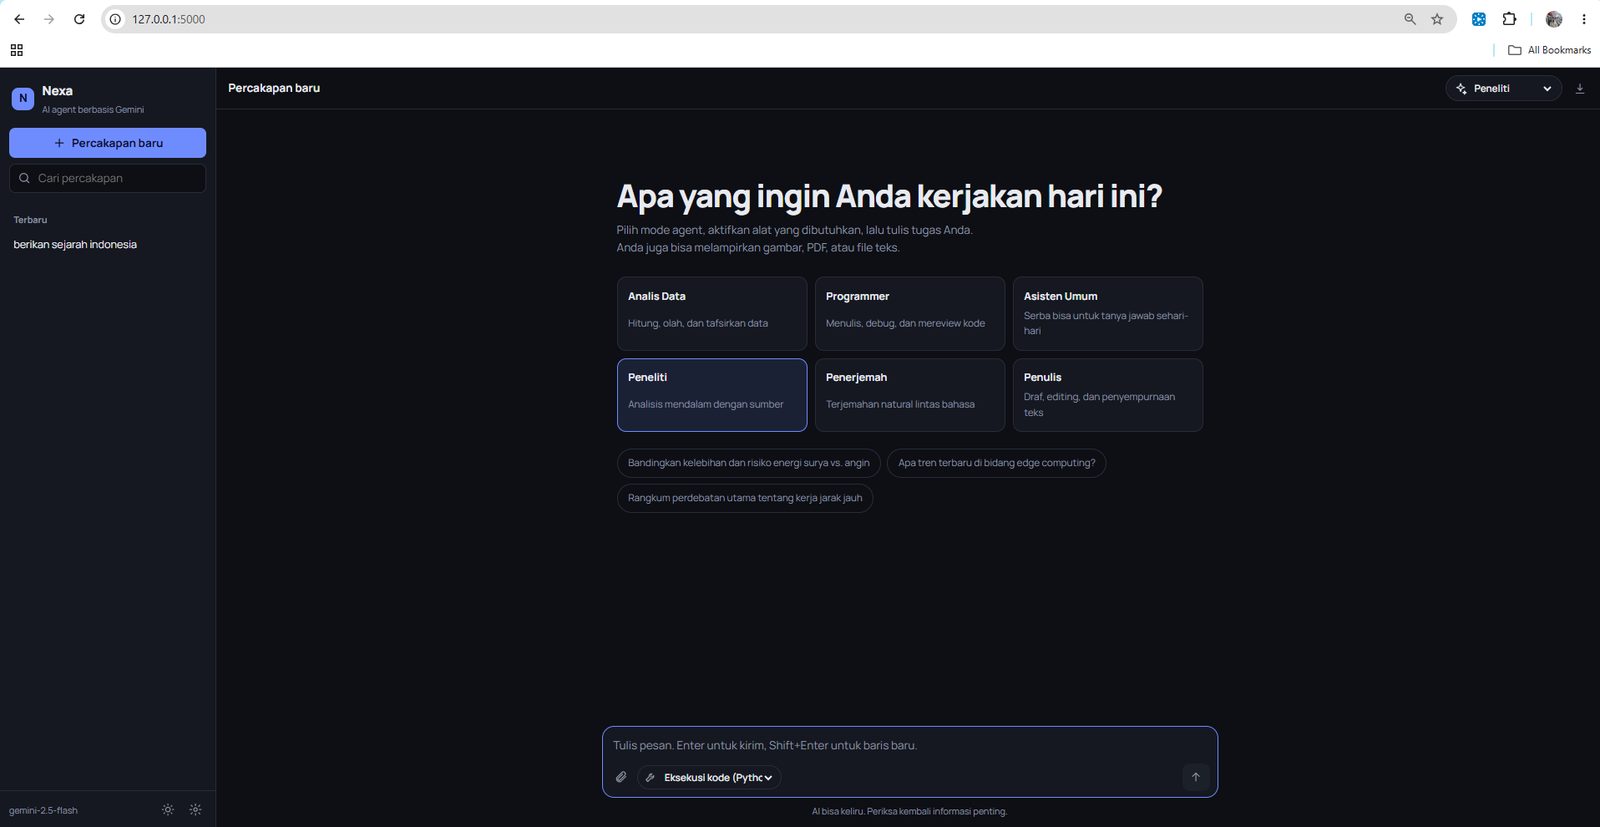 127.0.0.1:5000
All Bookmarks
N
Nexa
AI agent berbasis Gemini
+ Percakapan baru
Cari percakapan
Terbaru
berikan sejarah indonesia
gemini-2.5-flash
Percakapan baru
Peneliti
Apa yang ingin Anda kerjakan hari ini?
Pilih mode agent, aktifkan alat yang dibutuhkan, lalu tulis tugas Anda.
Anda juga bisa melampirkan gambar, PDF, atau file teks.
Analis Data
Hitung, olah, dan tafsirkan data
Programmer
Menulis, debug, dan mereview kode
Asisten Umum
Serba bisa untuk tanya jawab sehari-
hari
Peneliti
Analisis mendalam dengan sumber
Penerjemah
Terjemahan natural lintas bahasa
Penulis
Draf, editing, dan penyempurnaan
teks
Bandingkan kelebihan dan risiko energi surya vs. angin
Apa tren terbaru di bidang edge computing?
Rangkum perdebatan utama tentang kerja jarak jauh
Tulis pesan. Enter untuk kirim, Shift+Enter untuk baris baru.
Eksekusi kode (Pythc
AI bisa keliru. Periksa kembali informasi penting.